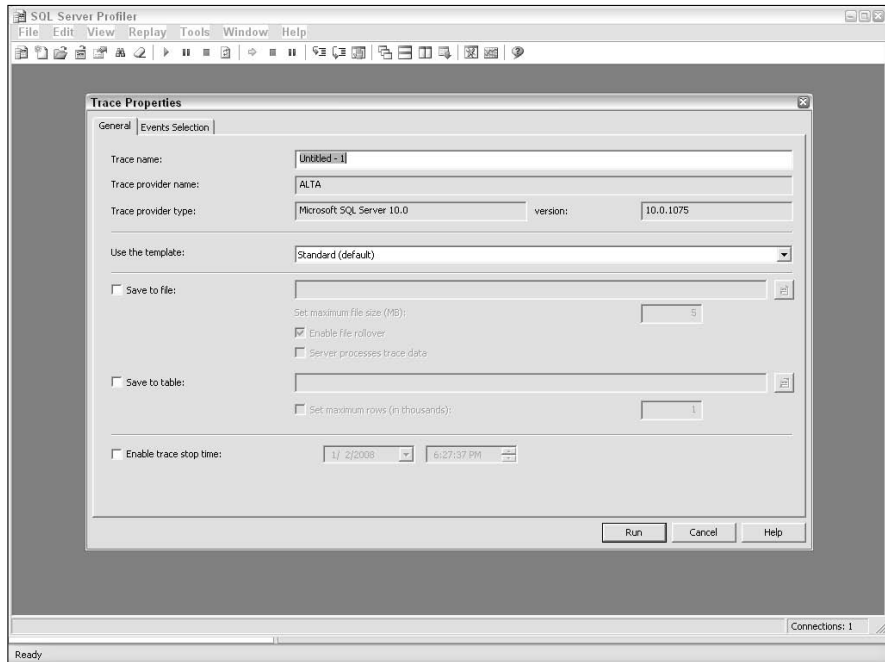 SQL Server Profiler
File Edit View Replay Tools Window Help
Trace Properties
General Events Selection
Trace name: Untitled - 1
Trace provider name: ALTA
Trace provider type: Microsoft SQL Server 10.0 version: 10.0.1075
Use the template: Standard (default)
Save to file:
Set maximum file size (MB): 5
Enable file rollover
Server processes trace data
Save to table:
Set maximum rows (in thousands): 1
Enable trace stop time: 1/ 2/2008 6:27:37 PM
Run Cancel Help
Connections: 1
Ready